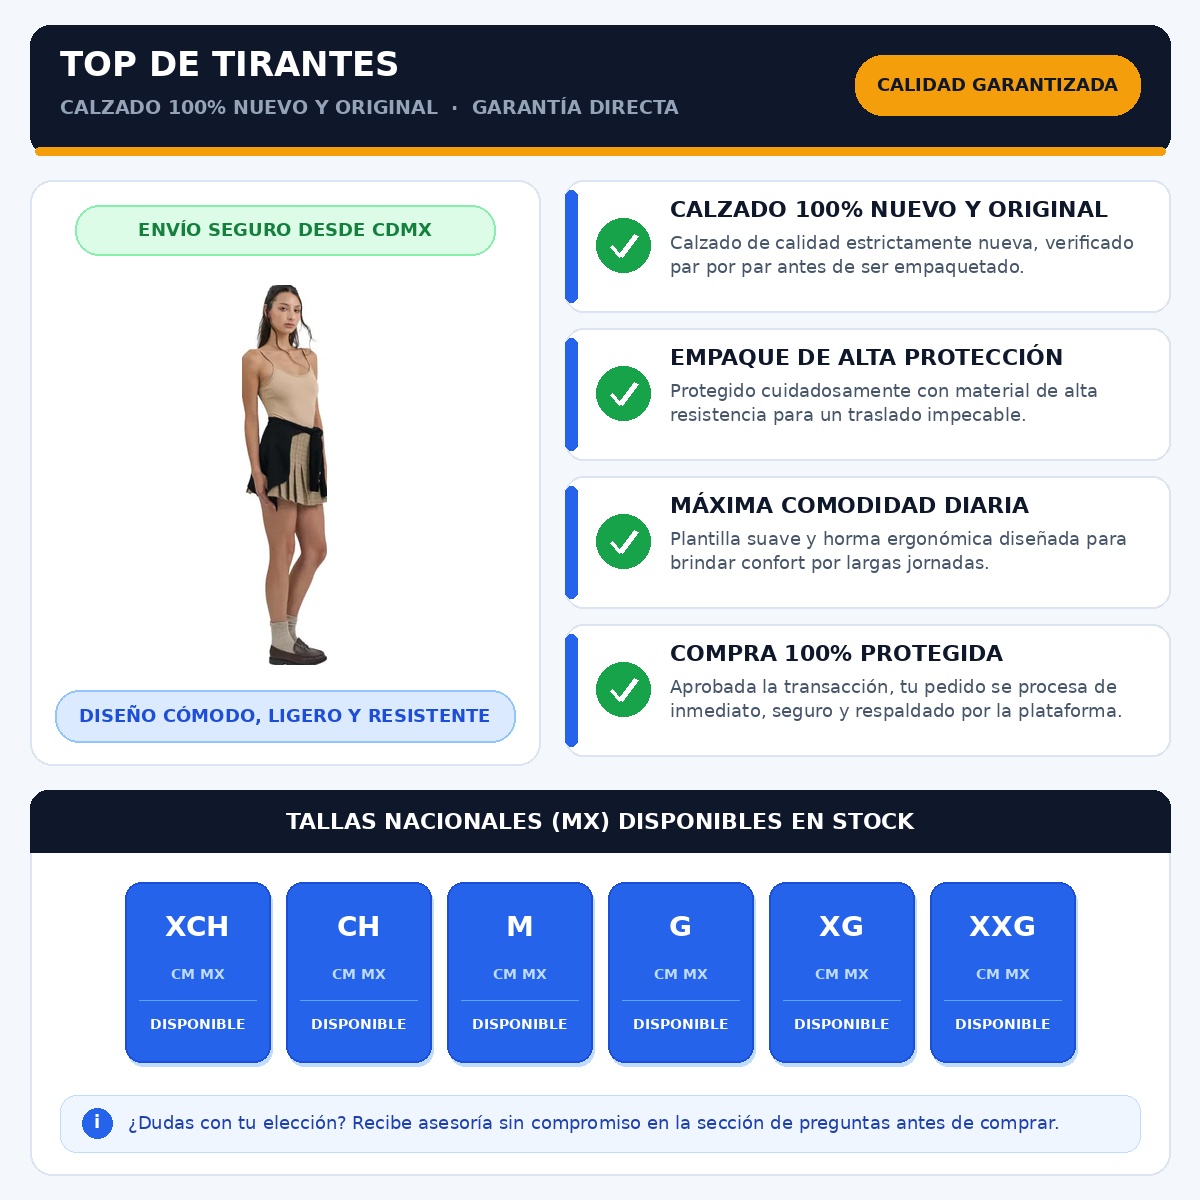 TOP DE TIRANTES
CALZADO 100% NUEVO Y ORIGINAL · GARANTÍA DIRECTA
CALIDAD GARANTIZADA
ENVÍO SEGURO DESDE CDMX
DISEÑO CÓMODO, LIGERO Y RESISTENTE
CALZADO 100% NUEVO Y ORIGINAL
Calzado de calidad estrictamente nueva, verificado
par por par antes de ser empaquetado.
EMPAQUE DE ALTA PROTECCIÓN
Protegido cuidadosamente con material de alta
resistencia para un traslado impecable.
MÁXIMA COMODIDAD DIARIA
Plantilla suave y horma ergonómica diseñada para
brindar confort por largas jornadas.
COMPRA 100% PROTEGIDA
Aprobada la transacción, tu pedido se procesa de
inmediato, seguro y respaldado por la plataforma.
TALLAS NACIONALES (MX) DISPONIBLES EN STOCK
XCH
CM MX
DISPONIBLE
CH
CM MX
DISPONIBLE
M
CM MX
DISPONIBLE
G
CM MX
DISPONIBLE
XG
CM MX
DISPONIBLE
XXG
CM MX
DISPONIBLE
i
¿Dudas con tu elección? Recibe asesoría sin compromiso en la sección de preguntas antes de comprar.